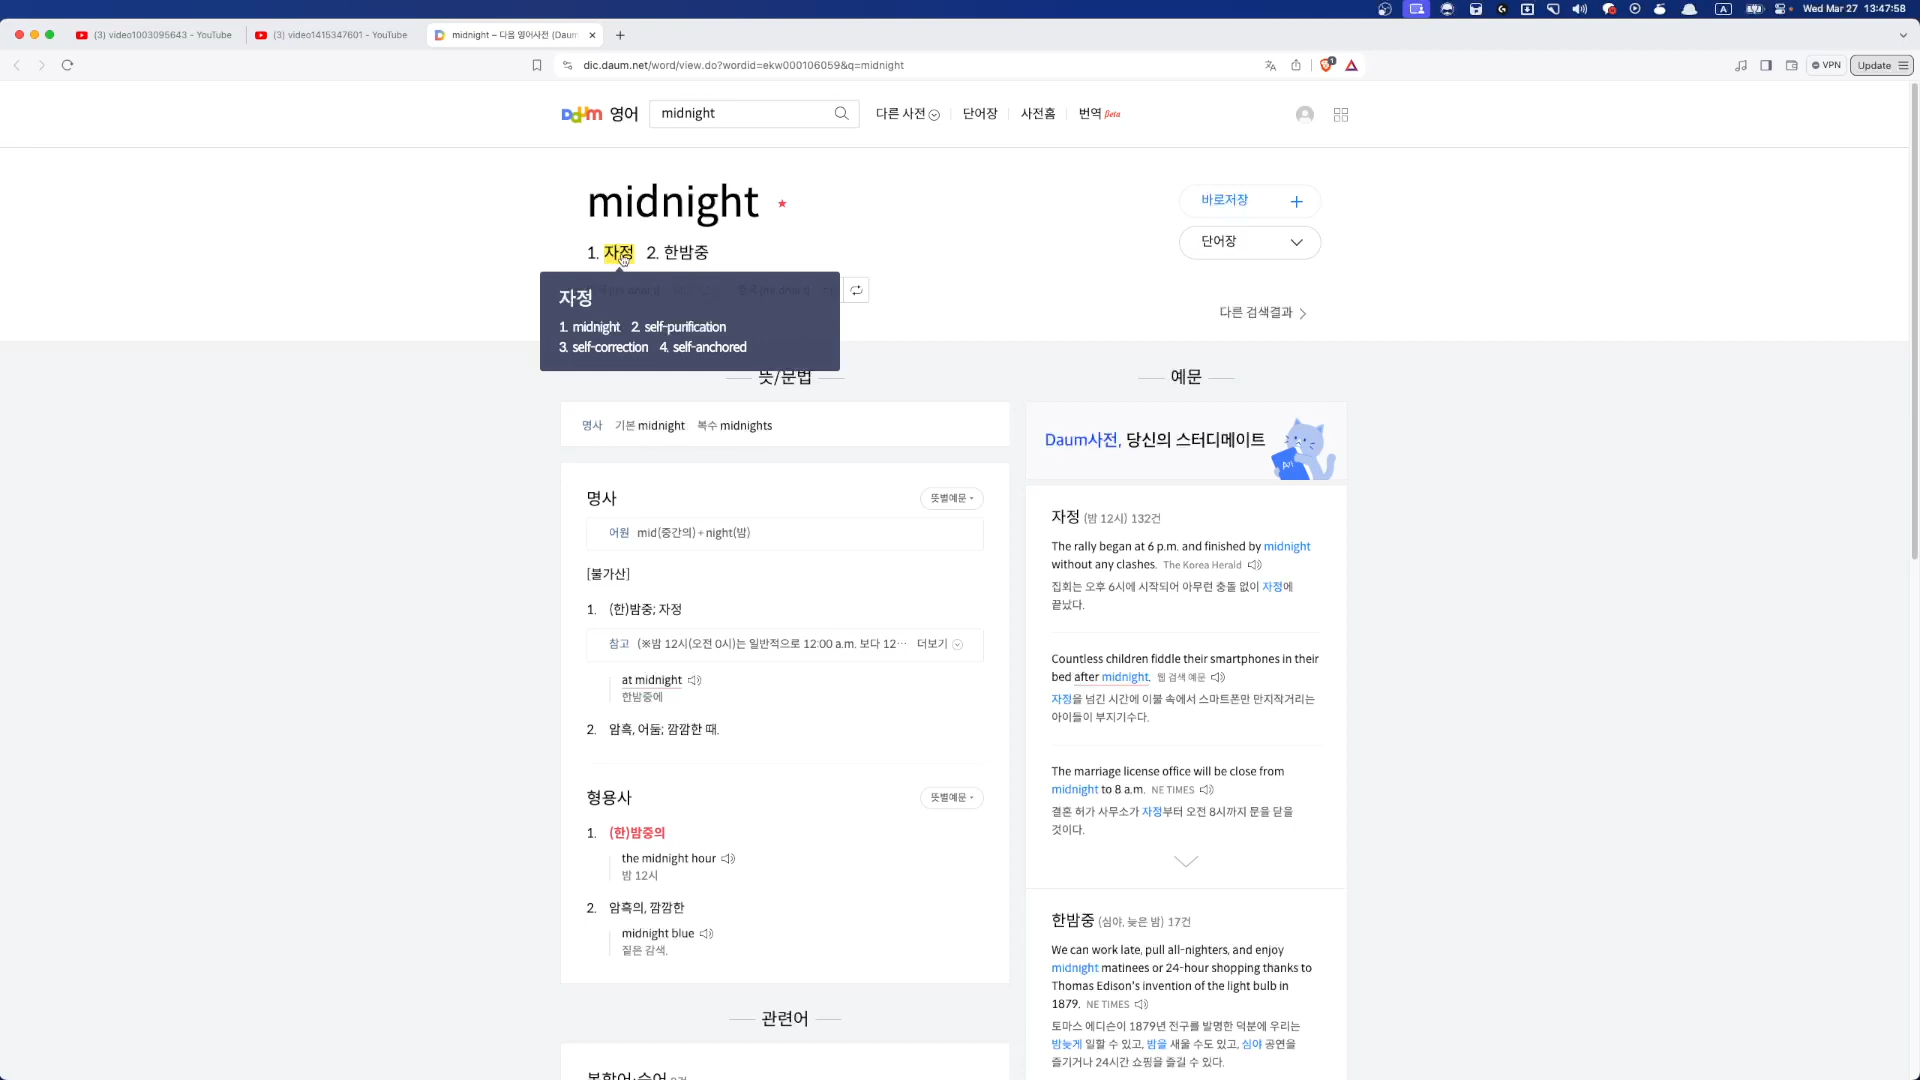 Wed Mar 27 13:47:58
(3) video1003095643 - YouTube
(3) video1415347601 - YouTube
midnight – 다음 영어사전 (Daum
dic.daum.net/word/view.do?wordid=ekw000106059&q=midnight
VPN
Update
Daum 영어
midnight
다른 사전
단어장
사전홈
번역 Beta
midnight
바로저장
1. 자정 2. 한밤중
단어장
자정
1. midnight 2. self-purification
3. self-correction 4. self-anchored
다른 검색결과
뜻/문법
명사 기본 midnight 복수 midnights
명사
뜻별예문
어원 mid(중간의) + night(밤)
[불가산]
1. (한)밤중; 자정
참고 (※밤 12시(오전 0시)는 일반적으로 12:00 a.m. 보다 12⋯ 더보기
at midnight
한밤중에
2. 암흑, 어둠; 깜깜한 때.
형용사
뜻별예문
1. (한)밤중의
the midnight hour
밤 12시
2. 암흑의, 깜깜한
midnight blue
짙은 감색.
관련어
예문
Daum사전, 당신의 스터디메이트
자정 (밤 12시) 132건
The rally began at 6 p.m. and finished by midnight
without any clashes. The Korea Herald
집회는 오후 6시에 시작되어 아무런 충돌 없이 자정에
끝났다.
Countless children fiddle their smartphones in their
bed after midnight. 웹 검색 예문
자정을 넘긴 시간에 이불 속에서 스마트폰만 만지작거리는
아이들이 부지기수다.
The marriage license office will be close from
midnight to 8 a.m. NE TIMES
결혼 허가 사무소가 자정부터 오전 8시까지 문을 닫을
것이다.
한밤중 (심야, 늦은 밤) 17건
We can work late, pull all-nighters, and enjoy
midnight matinees or 24-hour shopping thanks to
Thomas Edison's invention of the light bulb in
1879. NE TIMES
토마스 에디슨이 1879년 전구를 발명한 덕분에 우리는
밤늦게 일할 수 있고, 밤을 새울 수도 있고, 심야 공연을
즐기거나 24시간 쇼핑을 즐길 수 있다.